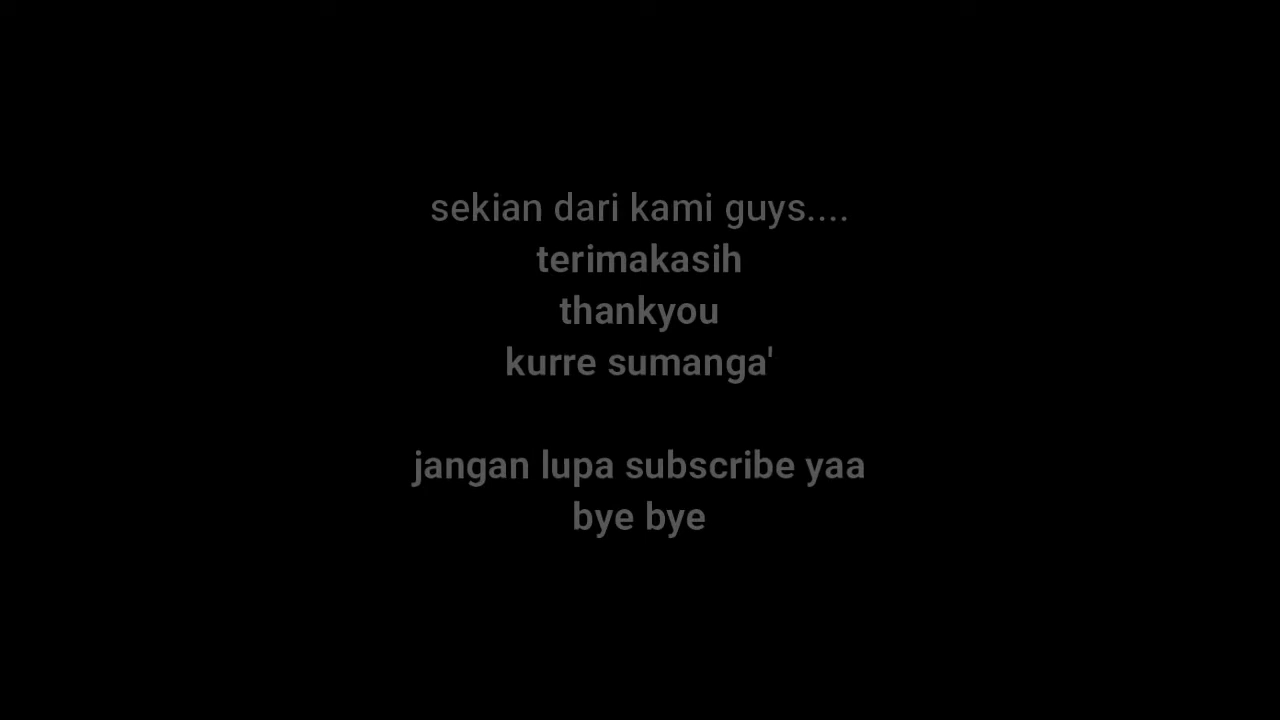 sekian dari kami guys....
terimakasih
thankyou
kurre sumanga'
jangan lupa subscribe yaa
bye bye